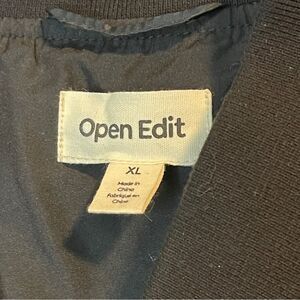 Open Edit
XL
Made in
China
Fabriqué en
Chine